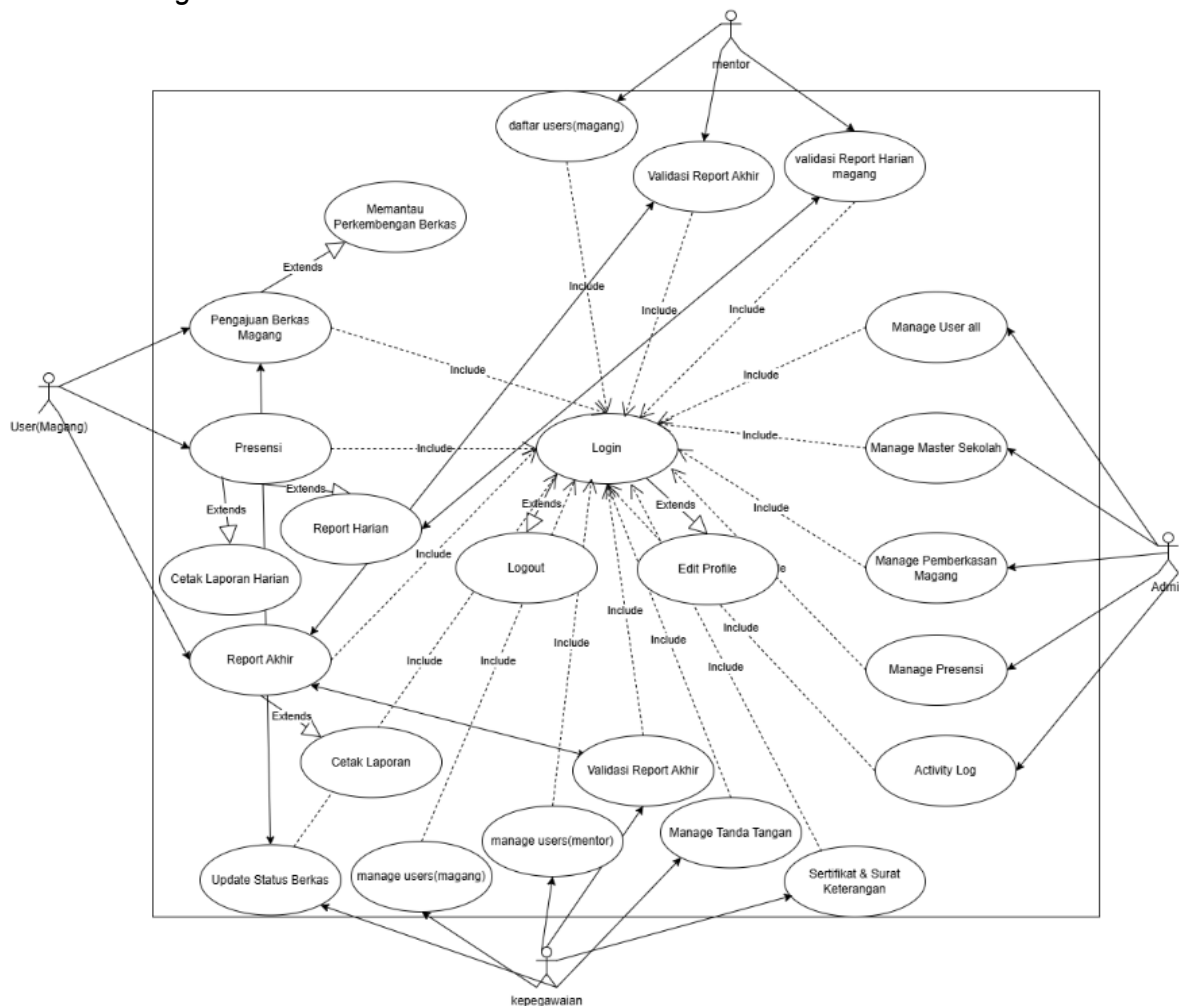 mentor
daftar users(magang)
Validasi Report Akhir
validasi Report Harian
magang
Memantau
Perkembangan Berkas
Extends
Include
Include
Include
Pengajuan Berkas
Magang
Manage User all
Include
Include
User(Magang)
Presensi
Include
Login
Include
Manage Master Sekolah
Extends
Extends
Report Harian
Extends
Extends
Include
Include
Cetak Laporan Harian
Logout
Edit Profile
Manage Pemberkasan
Magang
Admi
Include
Include
Include
Include
Include
Include
Report Akhir
Manage Presensi
Extends
Cetak Laporan
Validasi Report Akhir
Activity Log
manage users(mentor)
Manage Tanda Tangan
Update Status Berkas
manage users(magang)
Sertifikat & Surat
Keterangan
kepegawaian